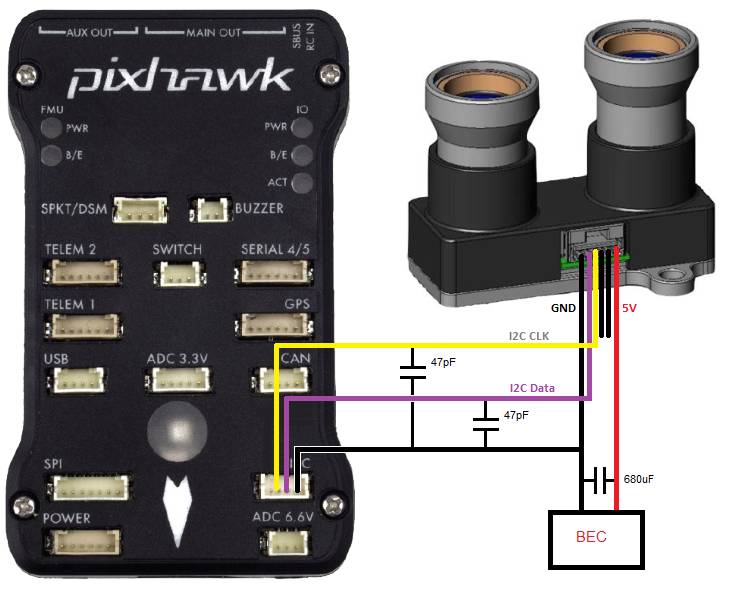 AUX OUT
MAIN OUT
SBUS
RC IN
pixhawk
FMU
IO
PWR
PWR
B/E
B/E
ACT
SPKT/DSM
BUZZER
TELEM 2
SWITCH
SERIAL 4/5
TELEM 1
GPS
GND
5V
I2C CLK
USB
ADC 3.3V
CAN
47pF
I2C Data
47pF
SPI
680uF
POWER
ADC 6.6V
BEC